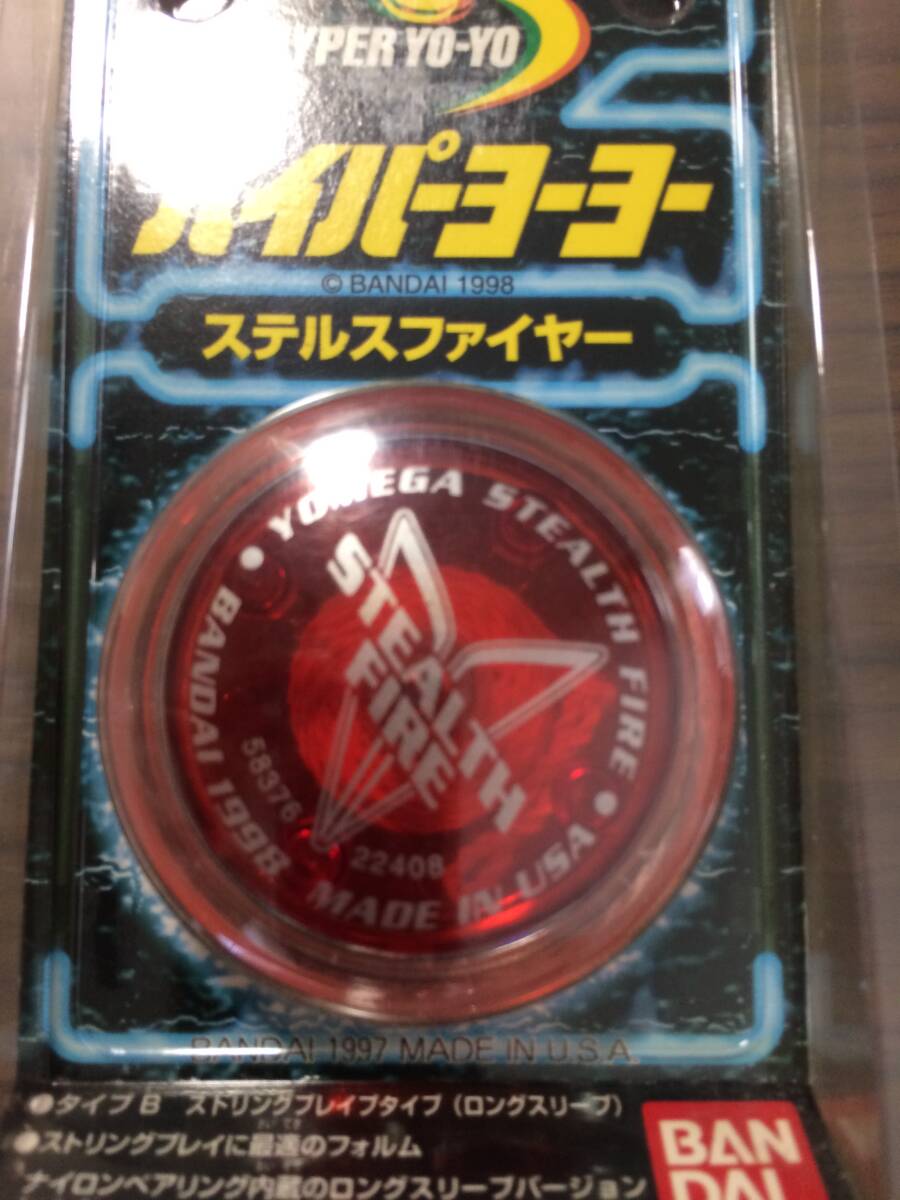 HYPER YO-YO
ハイパーヨーヨー
© BANDAI 1998
ステルスファイヤー
YOMEGA STEALTH FIRE
STEALTH
FIRE
BANDAI 1998
58376
22408
MADE IN USA
BANDAI 1997 MADE IN U.S.A.
●タイプB ストリングプレイプタイプ（ロングスリープ）
●ストリングプレイに最適のフォルム
ナイロンベアリング内蔵のロングスリープバージョン
BAN
DAI